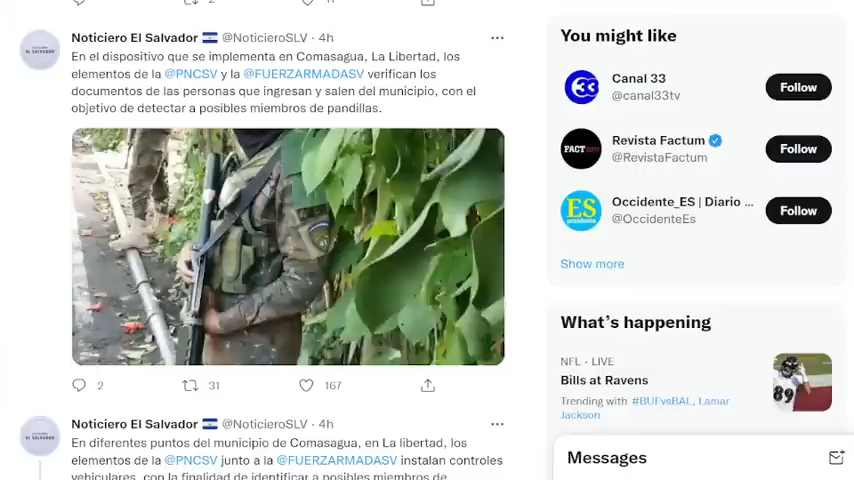 Noticiero El Salvador @NoticieroSLV · 4h
En el dispositivo que se implementa en Comasagua, La Libertad, los
elementos de la @PNCSV y la @FUERZARMADASV verifican los
documentos de las personas que ingresan y salen del municipio, con el
objetivo de detectar a posibles miembros de pandillas.
2 31 167
Noticiero El Salvador @NoticieroSLV · 4h
En diferentes puntos del municipio de Comasagua, en La libertad, los
elementos de la @PNCSV junto a la @FUERZARMADASV instalan controles
vehiculares, con la finalidad de identificar a posibles miembros de
You might like
Canal 33
@canal33tv
Follow
Revista Factum
@RevistaFactum
Follow
Occidente_ES | Diario ...
@OccidenteEs
Follow
ES
Show more
What's happening
NFL · LIVE
Bills at Ravens
Trending with #BUFvsBAL, Lamar
Jackson
89
Messages